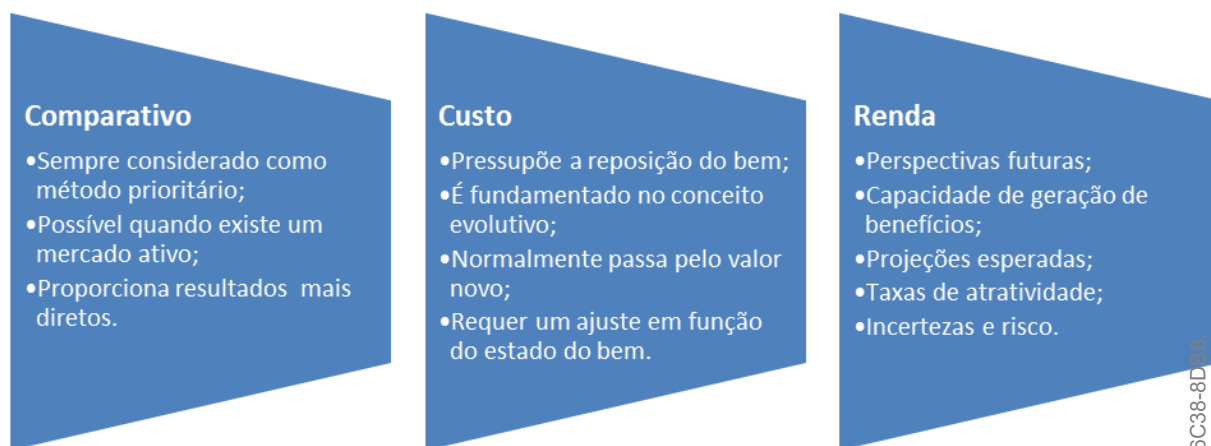 Comparativo
•Sempre considerado como
método prioritário;
•Possível quando existe um
mercado ativo;
•Proporciona resultados  mais
diretos.
Custo
•Pressupõe a reposição do bem;
•É fundamentado no conceito
evolutivo;
•Normalmente passa pelo valor
novo;
•Requer um ajuste em função
do estado do bem.
Renda
•Perspectivas futuras;
•Capacidade de geração de
benefícios;
•Projeções esperadas;
•Taxas de atratividade;
•Incertezas e risco.